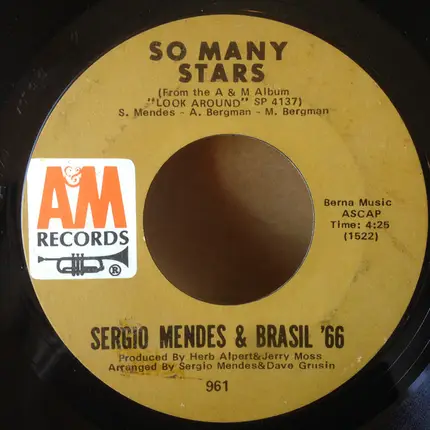 SO MANY
STARS
(From the A & M Album
"LOOK AROUND" SP 4137)
S. Mendes - A. Bergman - M. Bergman
A&M
RECORDS
®
Berna Music
ASCAP
Time: 4:25
(1522)
SERGIO MENDES & BRASIL '66
Produced By Herb Alpert&Jerry Moss
Arranged By Sergio Mendes&Dave Grusin
961